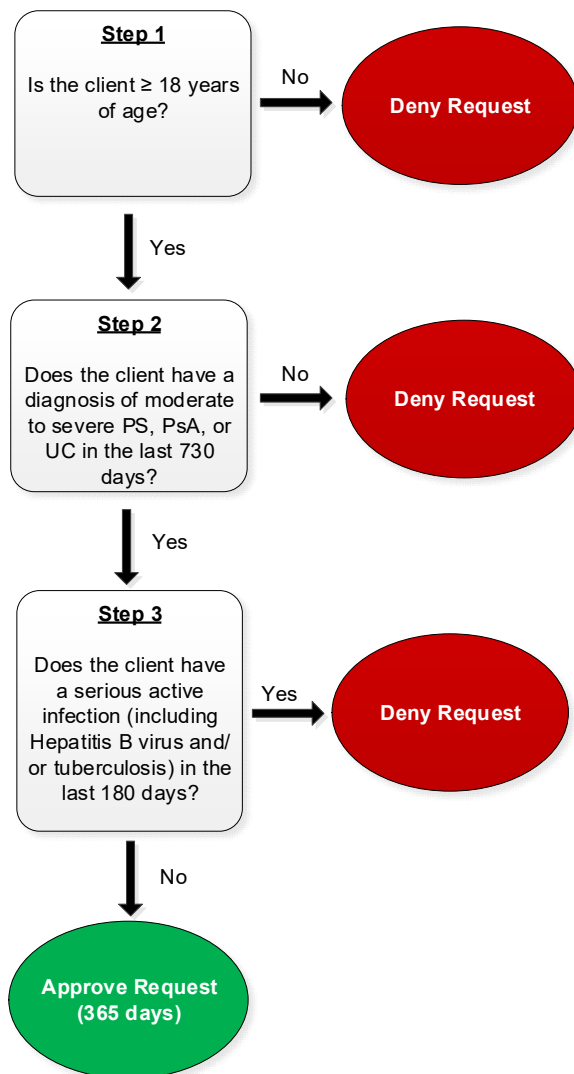 Step 1
Is the client ≥ 18 years
of age?
No
Deny Request
Yes
Step 2
Does the client have a
diagnosis of moderate
to severe PS, PsA, or
UC in the last 730
days?
No
Deny Request
Yes
Step 3
Does the client have
a serious active
infection (including
Hepatitis B virus and/
or tuberculosis) in the
last 180 days?
Yes
Deny Request
No
Approve Request
(365 days)